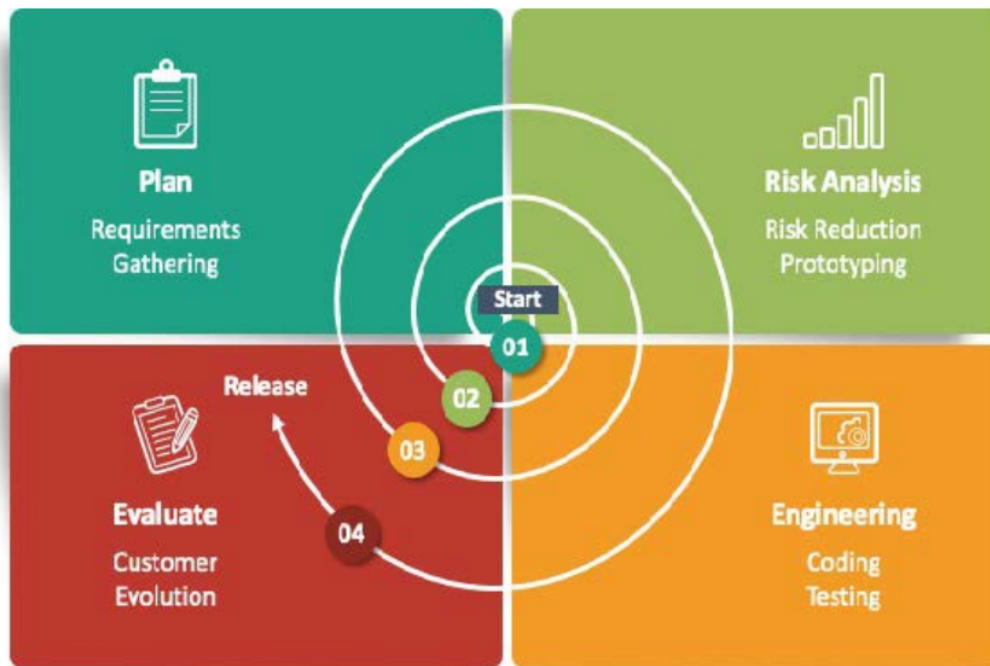 Plan
Requirements
Gathering
Risk Analysis
Risk Reduction
Prototyping
Start
01
02
03
04
Release
Evaluate
Customer
Evolution
Engineering
Coding
Testing